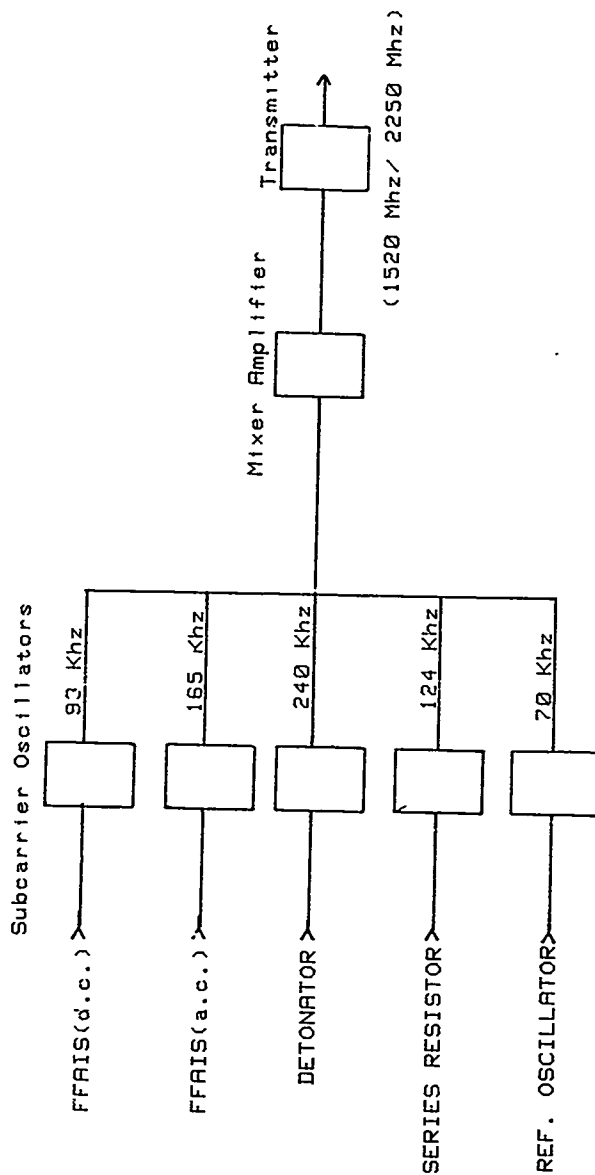 Subcarrier Oscillators
FFAIS(d.c.)
93 Khz
FFAIS(a.c.)
165 Khz
DETONATOR
240 Khz
SERIES RESISTOR
124 Khz
REF. OSCILLATOR
70 Khz
Mixer Amplifier
Transmitter
(1520 Mhz/ 2250 Mhz)